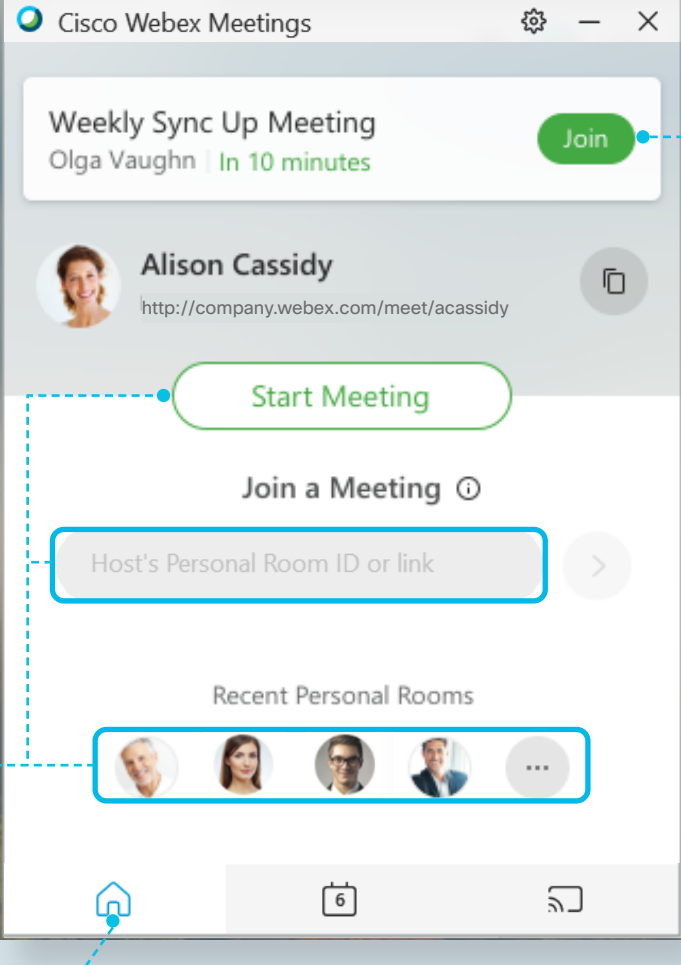 Cisco Webex Meetings
Weekly Sync Up Meeting
Join
Olga Vaughn In 10 minutes
Alison Cassidy
http://company.webex.com/meet/acassidy
Start Meeting
Join a Meeting
Host's Personal Room ID or link
Recent Personal Rooms
6